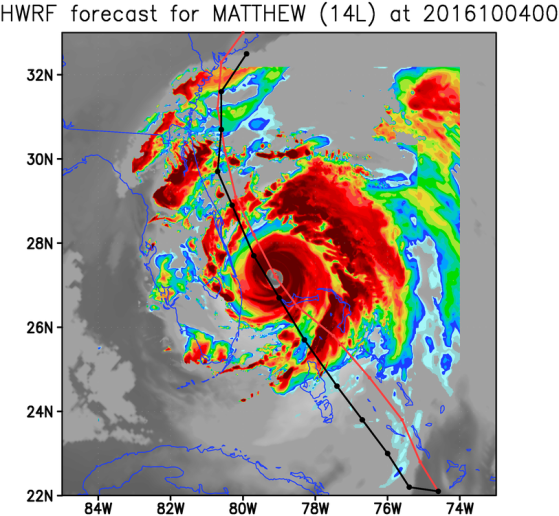 HWRF forecast for MATTHEW (14L) at 2016100400
32N
30N
28N
26N
24N
22N
84W 82W 80W 78W 76W 74W